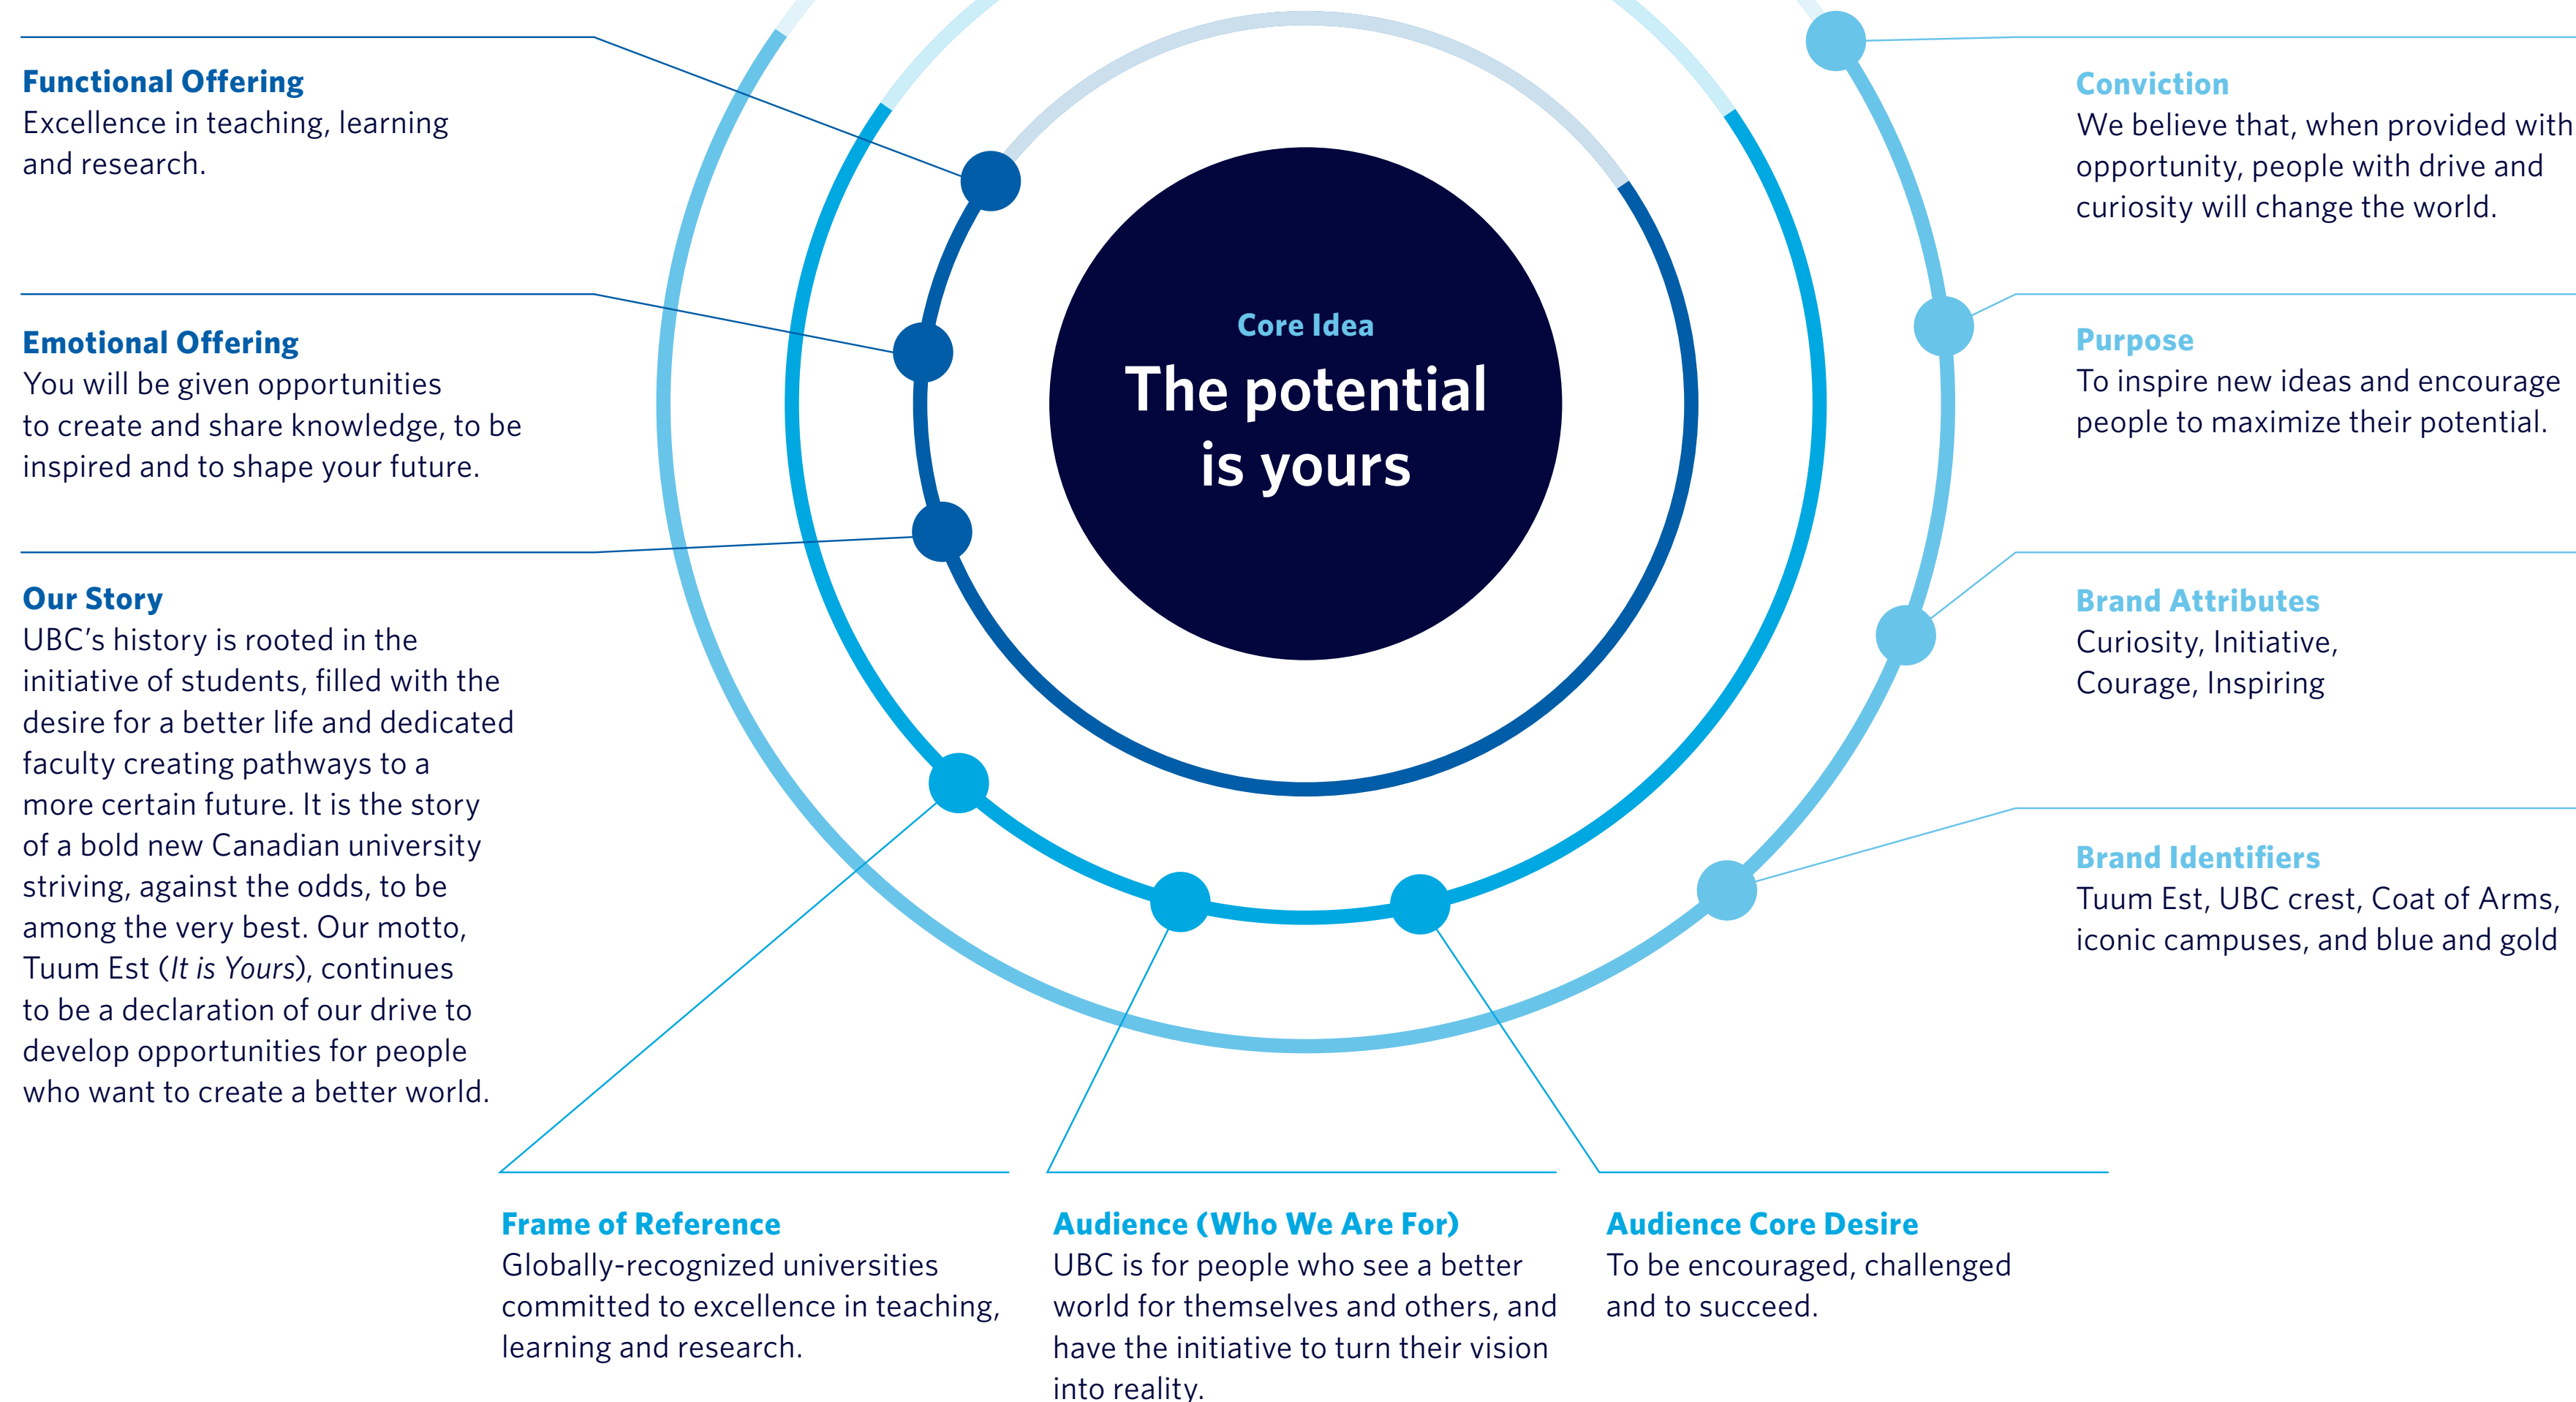 Functional Offering
Excellence in teaching, learning
and research.
Emotional Offering
You will be given opportunities
to create and share knowledge, to be
inspired and to shape your future.
Our Story
UBC’s history is rooted in the
initiative of students, filled with the
desire for a better life and dedicated
faculty creating pathways to a
more certain future. It is the story
of a bold new Canadian university
striving, against the odds, to be
among the very best. Our motto,
Tuum Est (It is Yours), continues
to be a declaration of our drive to
develop opportunities for people
who want to create a better world.
Core Idea
The potential
is yours
Conviction
We believe that, when provided with
opportunity, people with drive and
curiosity will change the world.
Purpose
To inspire new ideas and encourage
people to maximize their potential.
Brand Attributes
Curiosity, Initiative,
Courage, Inspiring
Brand Identifiers
Tuum Est, UBC crest, Coat of Arms,
iconic campuses, and blue and gold
Frame of Reference
Globally-recognized universities
committed to excellence in teaching,
learning and research.
Audience (Who We Are For)
UBC is for people who see a better
world for themselves and others, and
have the initiative to turn their vision
into reality.
Audience Core Desire
To be encouraged, challenged
and to succeed.